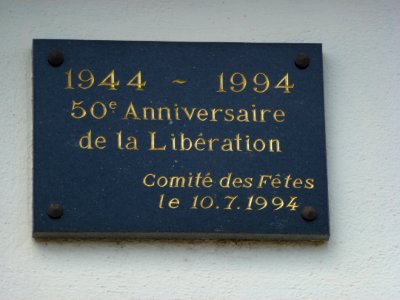 1944 ~ 1994
50e Anniversaire
de la Libération
Comité des Fêtes
le 10.7.1994